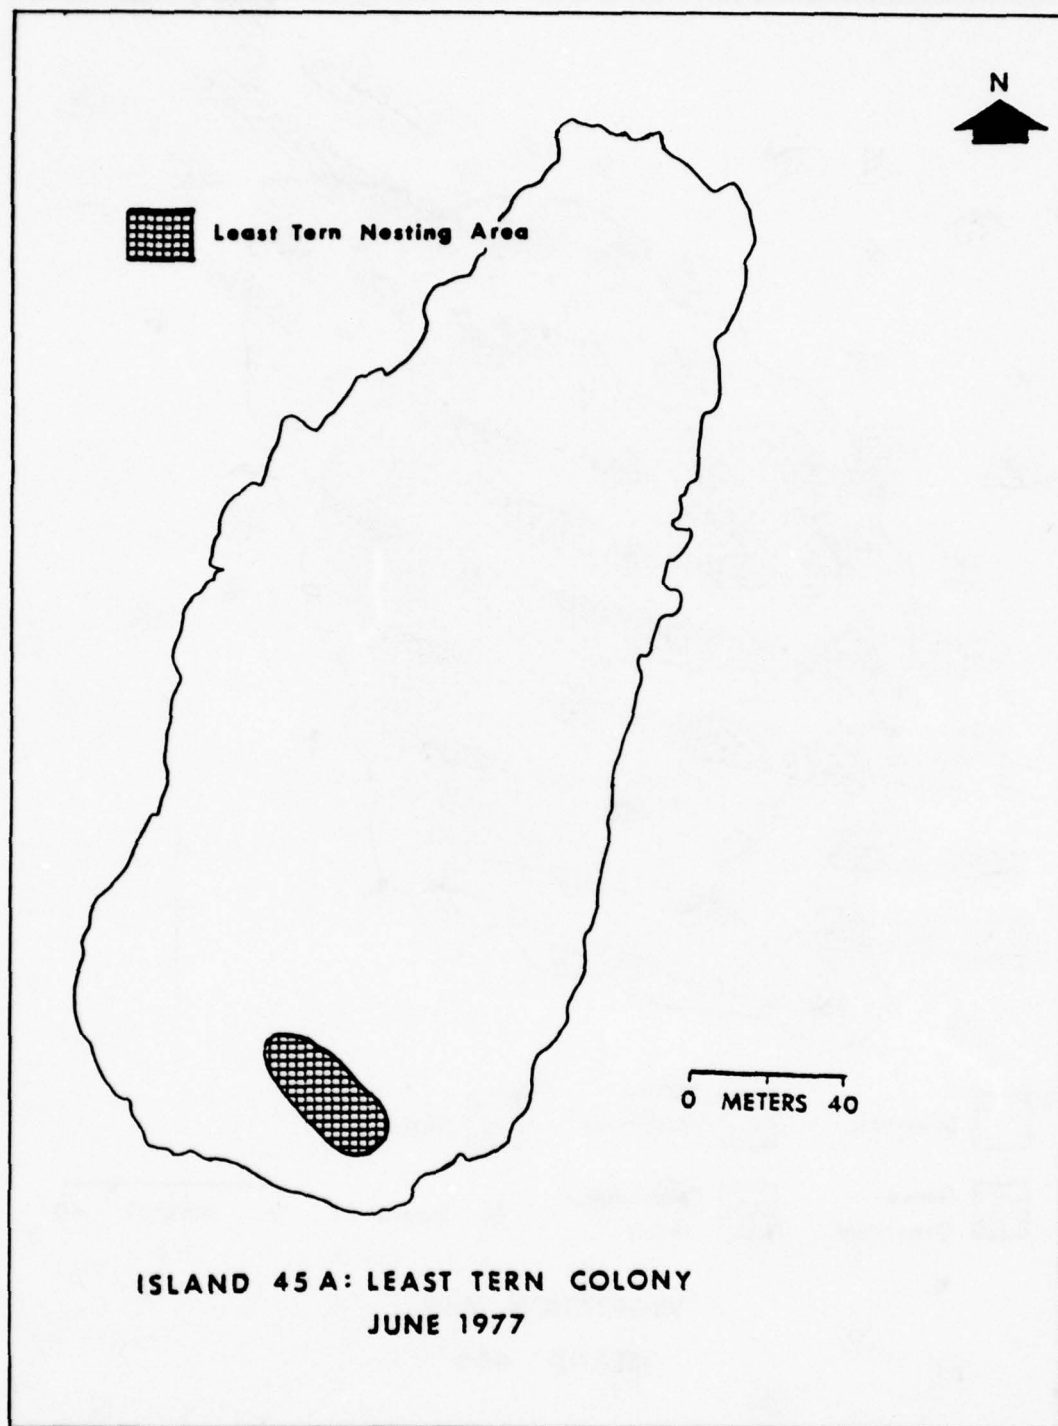 N
Least Tern Nesting Area
0 METERS 40
ISLAND 45 A: LEAST TERN COLONY
JUNE 1977